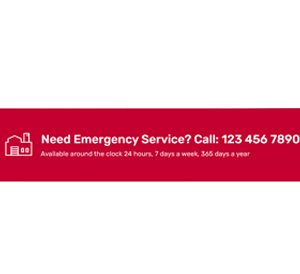 Need Emergency Service? Call: 123 456 7890
Available around the clock 24 hours, 7 days a week, 365 days a year